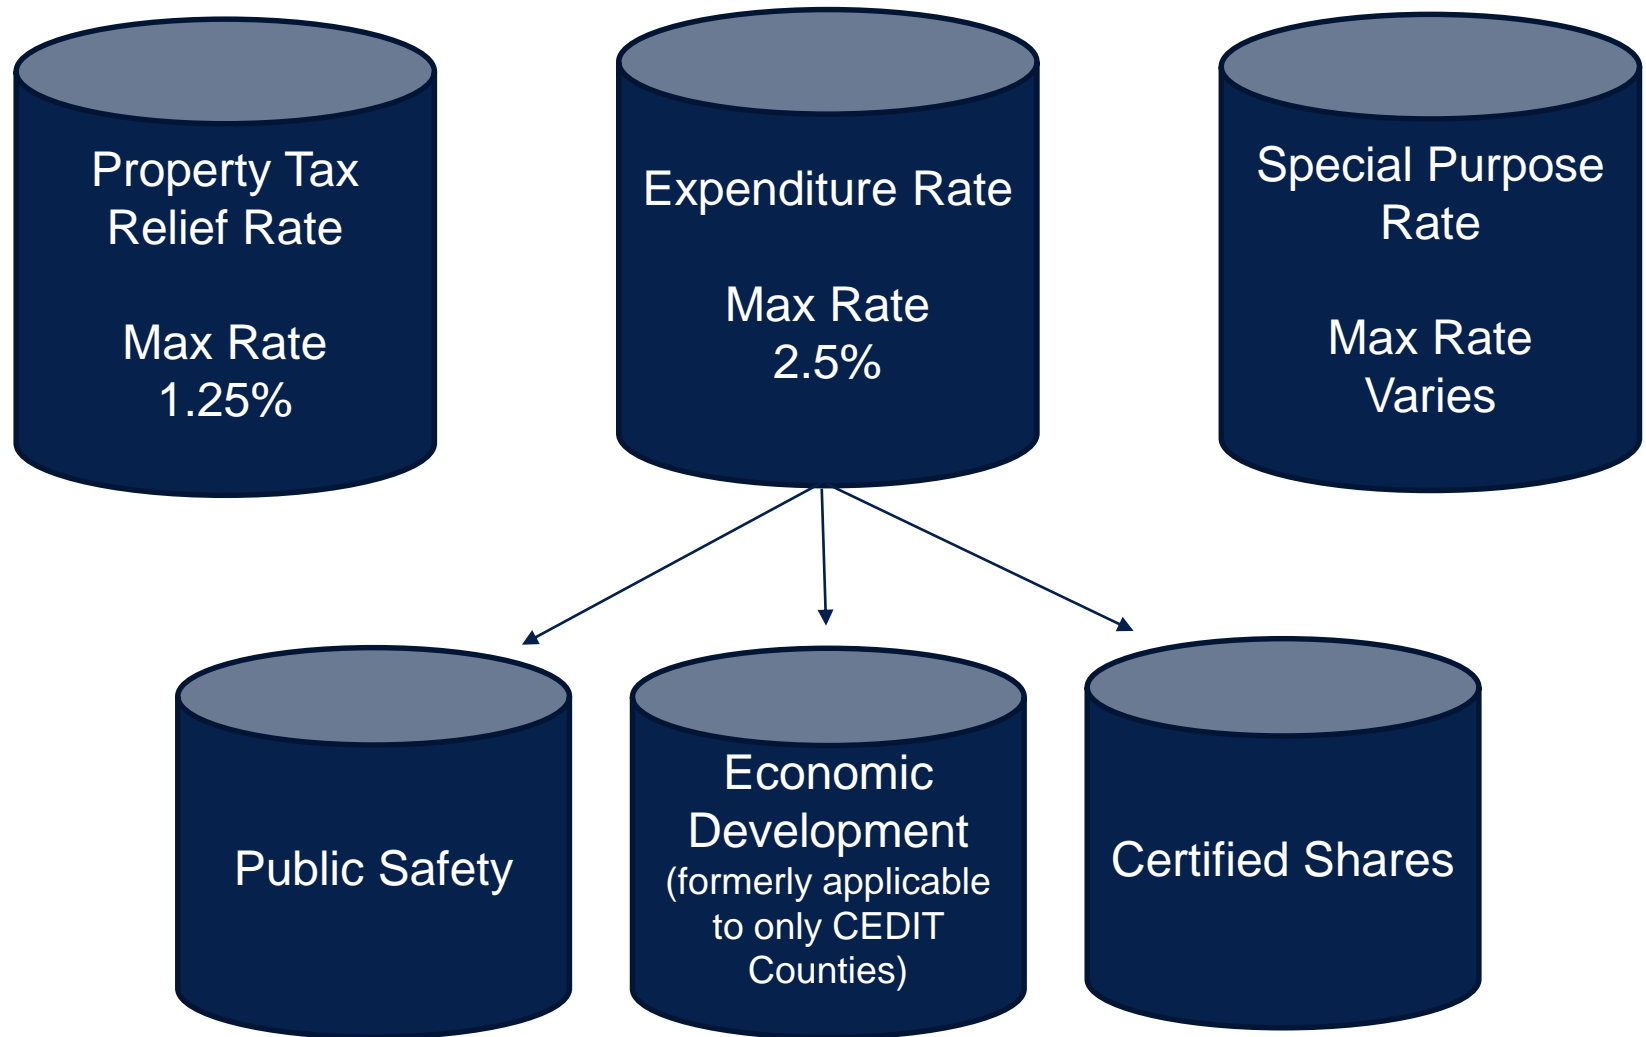 Property Tax
Relief Rate
Max Rate
1.25%
Expenditure Rate
Max Rate
2.5%
Special Purpose
Rate
Max Rate
Varies
Public Safety
Economic
Development
(formerly applicable
to only CEDIT
Counties)
Certified Shares